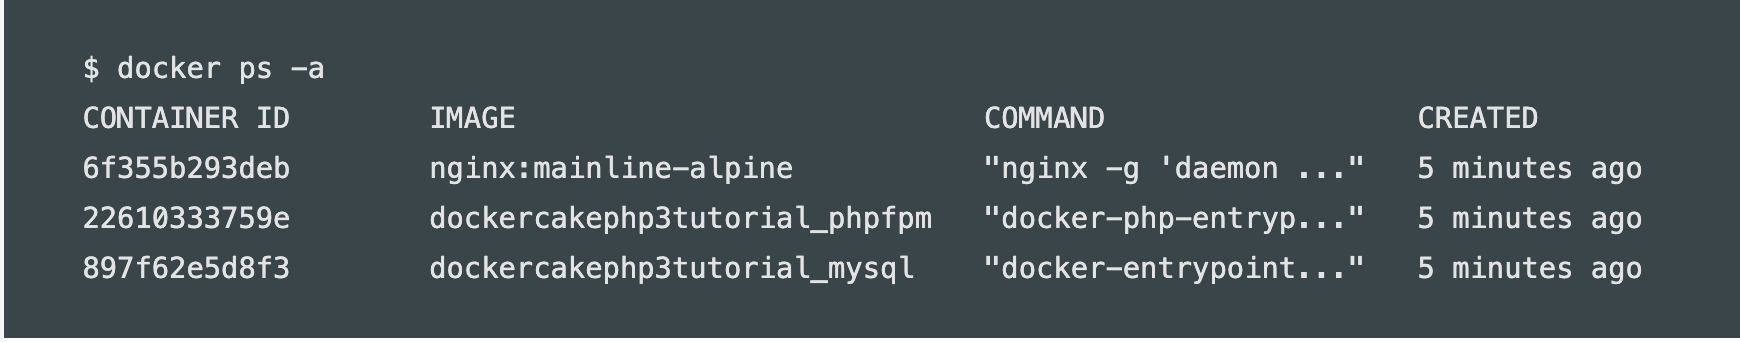 $ docker ps -a
CONTAINER ID        IMAGE                           COMMAND                  CREATED
6f355b293deb        nginx:mainline-alpine           "nginx -g 'daemon ..."   5 minutes ago
22610333759e        dockercakephp3tutorial_phpfpm   "docker-php-entryp..."   5 minutes ago
897f62e5d8f3        dockercakephp3tutorial_mysql    "docker-entrypoint..."   5 minutes ago